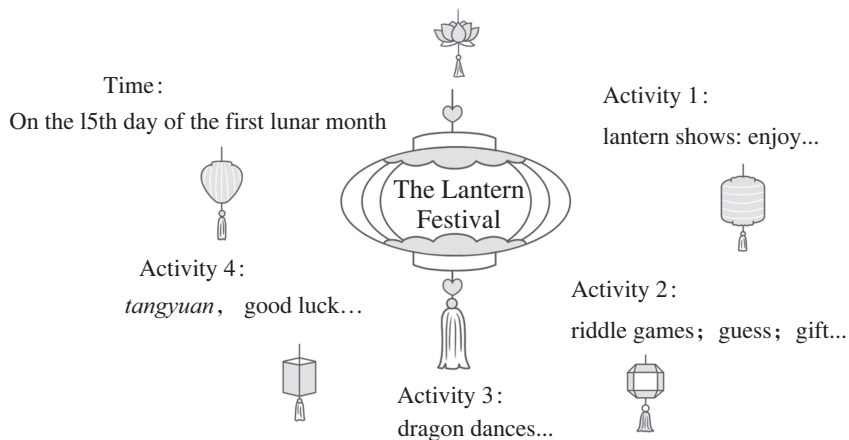 Time:
On the l5th day of the first lunar month
Activity 1:
lantern shows: enjoy...
The Lantern
Festival
Activity 4:
tangyuan, good luck…
Activity 2:
riddle games; guess; gift...
Activity 3:
dragon dances...